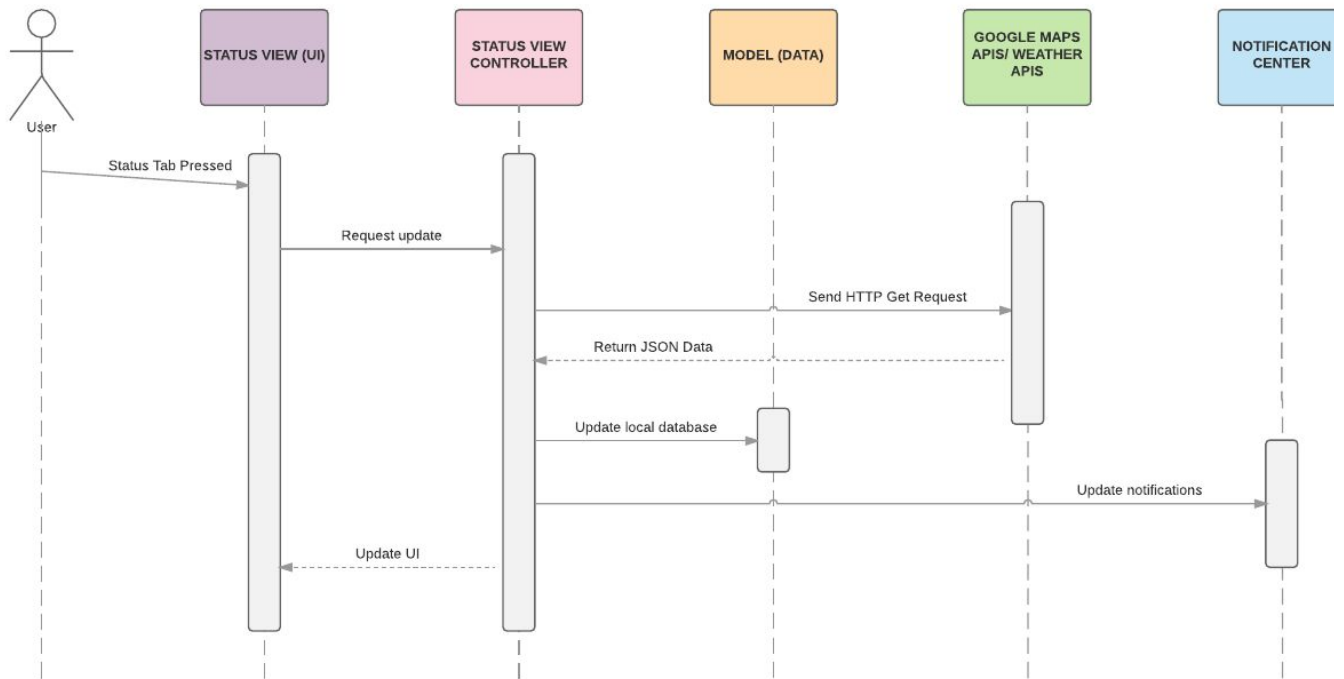 STATUS VIEW (UI)
STATUS VIEW
CONTROLLER
MODEL (DATA)
GOOGLE MAPS
APIS/ WEATHER
APIS
NOTIFICATION
CENTER
User
Status Tab Pressed
Request update
Send HTTP Get Request
Return JSON Data
Update local database
Update notifications
Update UI